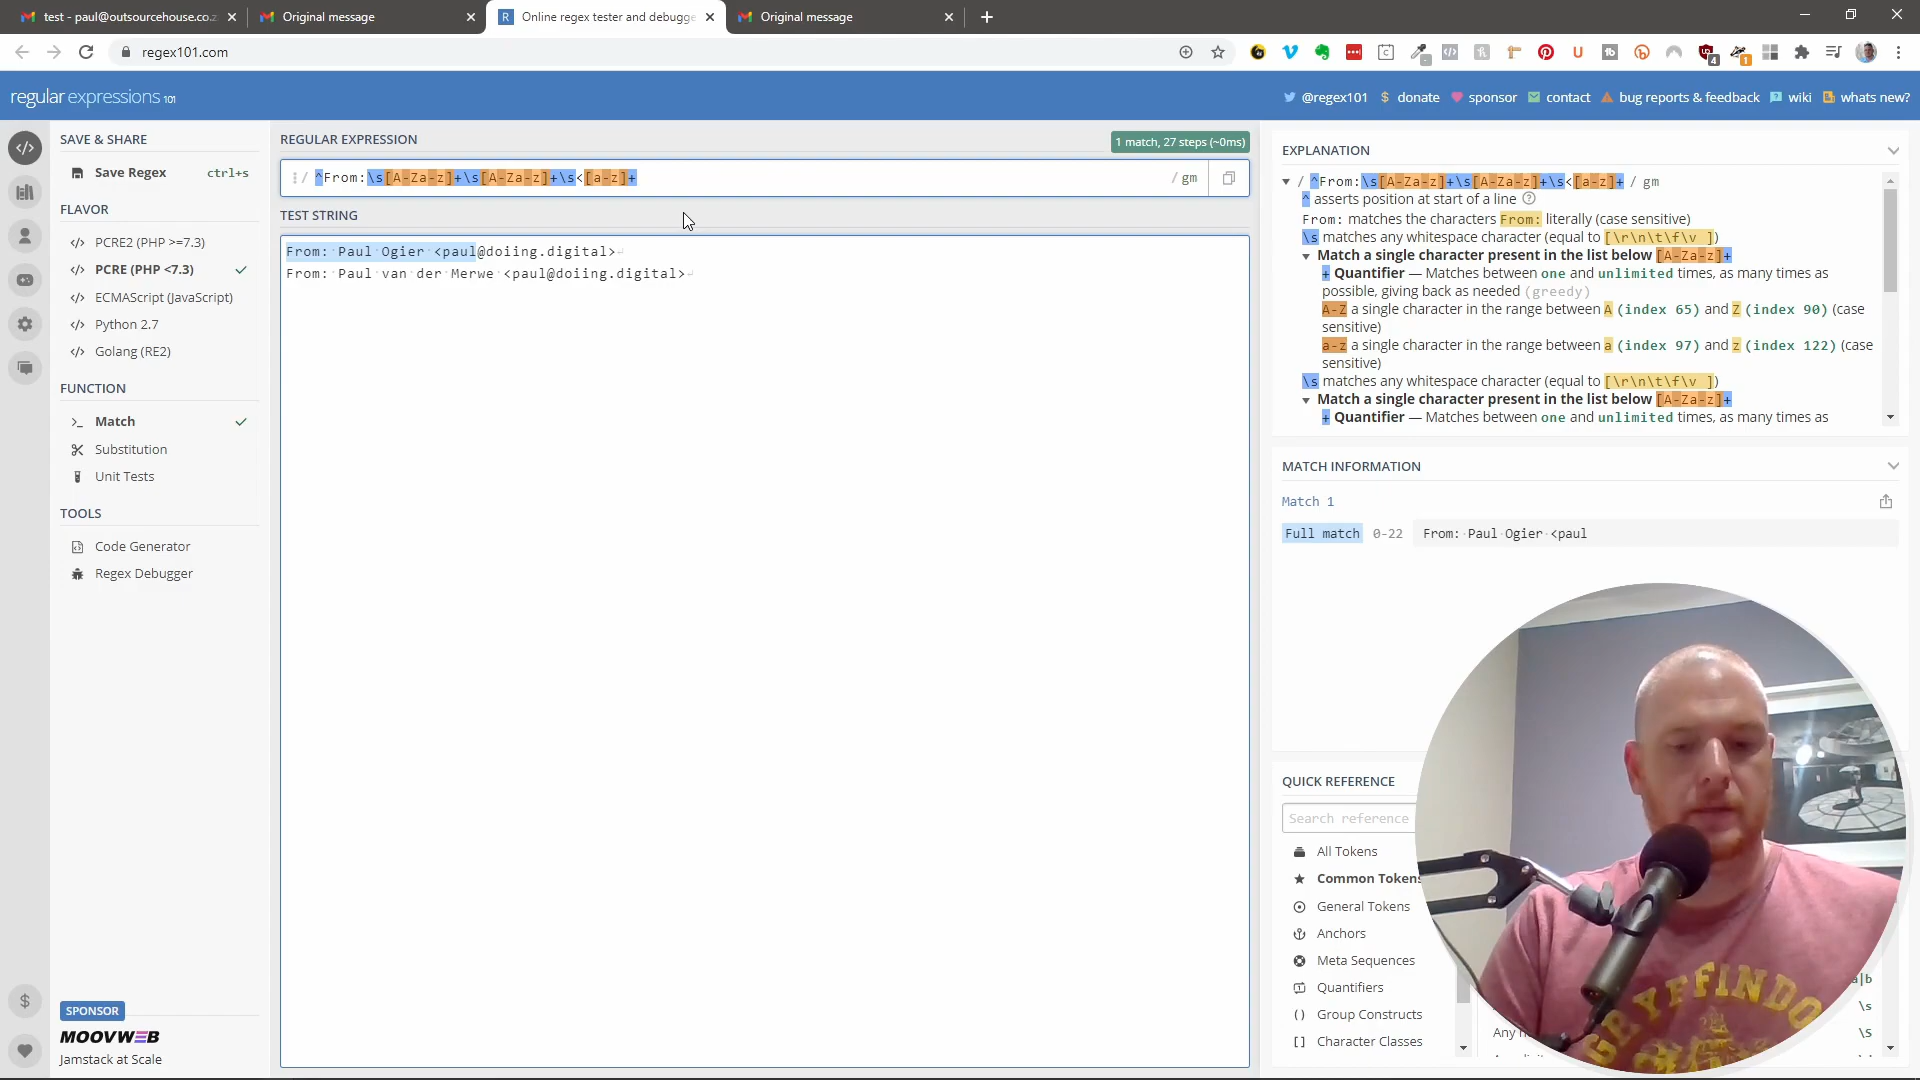 test - paul@outsourcehouse.co.z
Original message
Online regex tester and debugge
Original message
regex101.com
regular expressions 101
@regex101
$ donate
sponsor
contact
bug reports & feedback
wiki
whats new?
SAVE & SHARE
Save Regex ctrl+s
FLAVOR
</> PCRE2 (PHP >=7.3)
</> PCRE (PHP <7.3)
</> ECMAScript (JavaScript)
</> Python 2.7
</> Golang (RE2)
FUNCTION
Match
Substitution
Unit Tests
TOOLS
Code Generator
Regex Debugger
SPONSOR
MOOVWEB
Jamstack at Scale
REGULAR EXPRESSION
1 match, 27 steps (~0ms)
/ ^From:\s[A-Za-z]+\s[A-Za-z]+\s<[a-z]+ / gm
TEST STRING
From: Paul Ogier <paul@doiing.digital>
From: Paul van der Merwe <paul@doiing.digital>
EXPLANATION
/ ^From:\s[A-Za-z]+\s[A-Za-z]+\s<[a-z]+ / gm
^ asserts position at start of a line
From: matches the characters From: literally (case sensitive)
\s matches any whitespace character (equal to [\r\n\t\f\v ])
Match a single character present in the list below [A-Za-z]+
+ Quantifier — Matches between one and unlimited times, as many times as
possible, giving back as needed (greedy)
A-Z a single character in the range between A (index 65) and Z (index 90) (case
sensitive)
a-z a single character in the range between a (index 97) and z (index 122) (case
sensitive)
\s matches any whitespace character (equal to [\r\n\t\f\v ])
Match a single character present in the list below [A-Za-z]+
+ Quantifier — Matches between one and unlimited times, as many times as
MATCH INFORMATION
Match 1
Full match 0-22 From: Paul Ogier <paul
QUICK REFERENCE
Search reference
All Tokens
Common Tokens
General Tokens
Anchors
Meta Sequences
Quantifiers
Group Constructs
Character Classes
a|b
\s
Any \S
GRYFFINDO